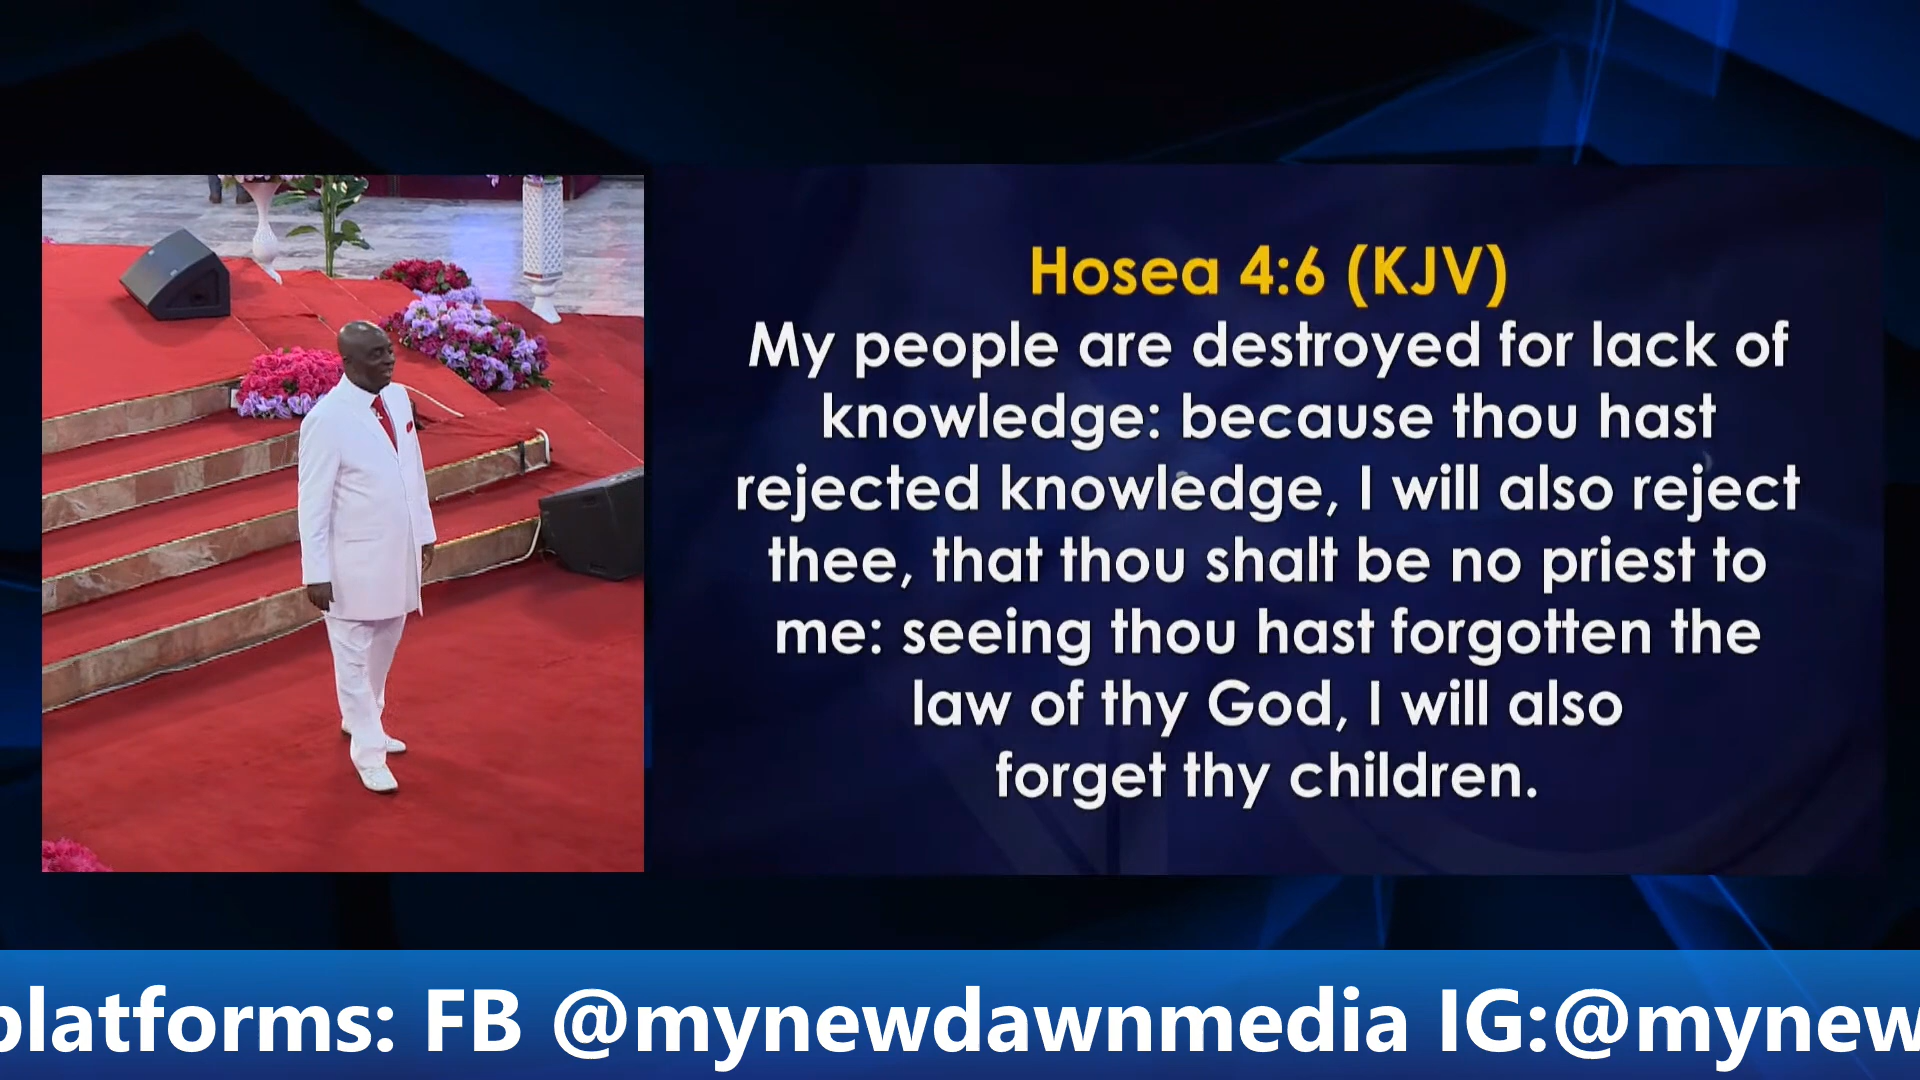 Hosea 4:6 (KJV)
My people are destroyed for lack of
knowledge: because thou hast
rejected knowledge, I will also reject
thee, that thou shalt be no priest to
me: seeing thou hast forgotten the
law of thy God, I will also
forget thy children.
platforms: FB @mynewdawnmedia IG:@mynew